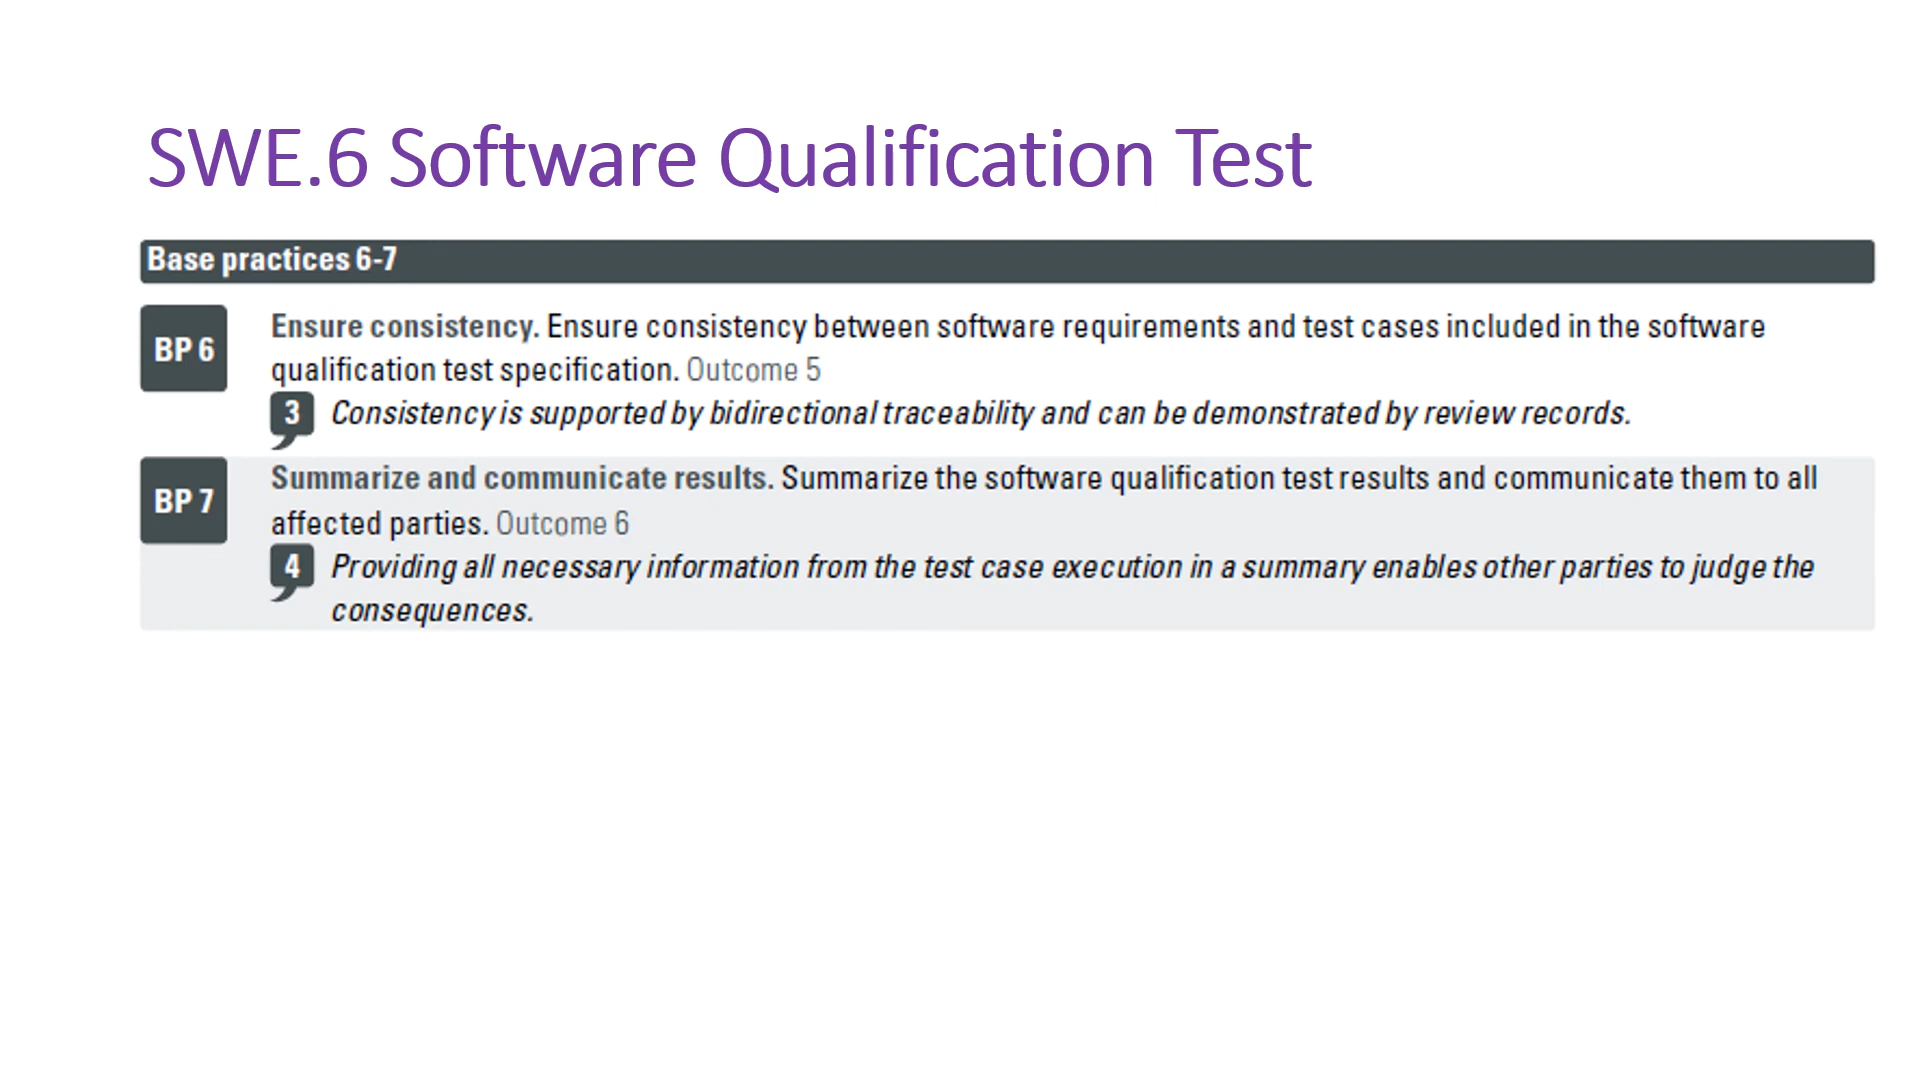 SWE.6 Software Qualification Test
Base practices 6-7
BP 6
Ensure consistency. Ensure consistency between software requirements and test cases included in the software
qualification test specification. Outcome 5
3 Consistency is supported by bidirectional traceability and can be demonstrated by review records.
BP 7
Summarize and communicate results. Summarize the software qualification test results and communicate them to all
affected parties. Outcome 6
4 Providing all necessary information from the test case execution in a summary enables other parties to judge the
consequences.